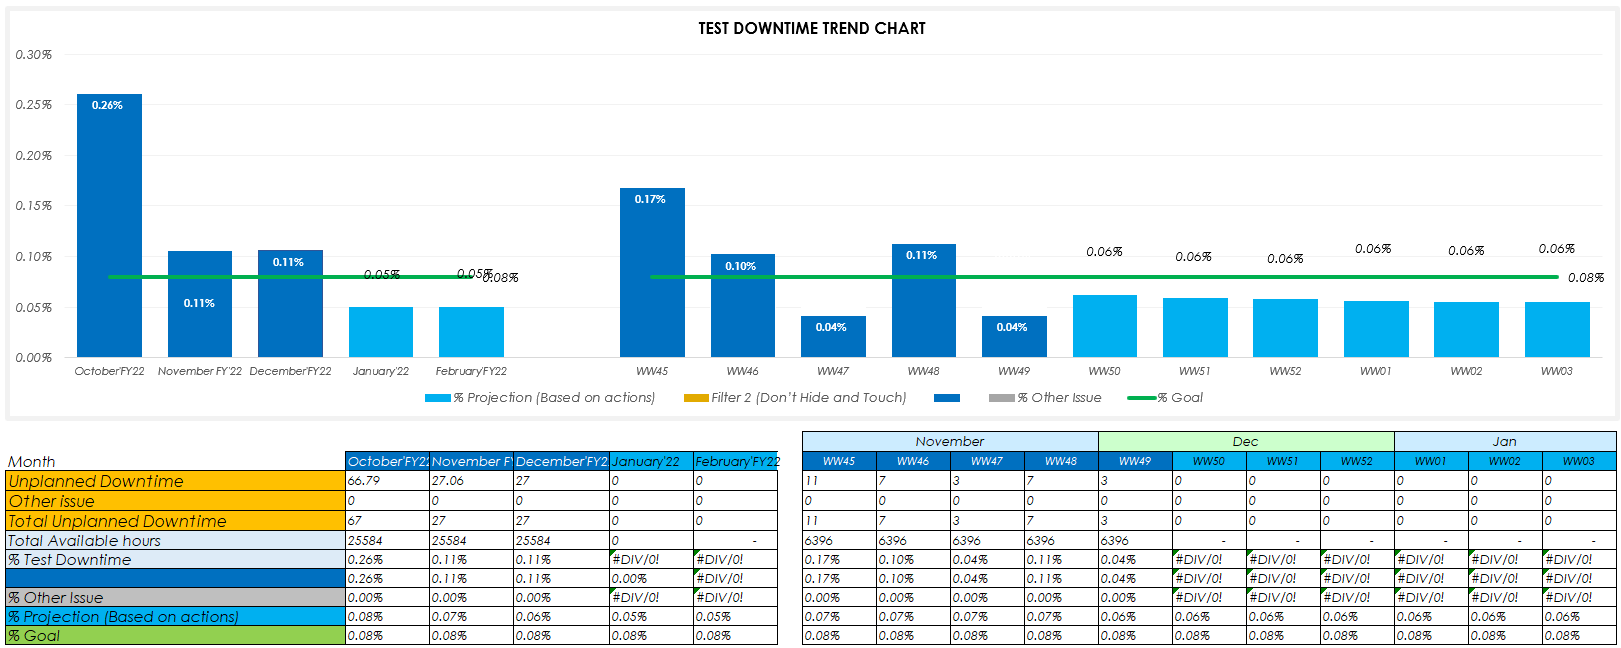 TEST DOWNTIME TREND CHART
0.30%
0.25%
0.20%
0.15%
0.10%
0.05%
0.00%
0.26%
0.11%
0.11%
0.05%
0.05%
0.08%
0.17%
0.10%
0.04%
0.11%
0.04%
0.06%
0.06%
0.06%
0.06%
0.06%
0.06%
0.08%
October'FY22 November FY'22 December'FY22 January'22 February'FY22 WW45 WW46 WW47 WW48 WW49 WW50 WW51 WW52 WW01 WW02 WW03
% Projection (Based on actions) Filter 2 (Don't Hide and Touch) % Other Issue % Goal
November Dec Jan
Month October'FY22 November FY December'FY2 January'22 February'FY22 WW45 WW46 WW47 WW48 WW49 WW50 WW51 WW52 WW01 WW02 WW03
Unplanned Downtime 66.79 27.06 27 0 0 11 7 3 7 3 0 0 0 0 0 0
Other issue 0 0 0 0 0 0 0 0 0 0 0 0 0 0 0 0
Total Unplanned Downtime 67 27 27 0 0 11 7 3 7 3 0 0 0 0 0 0
Total Available hours 25584 25584 25584 0 - 6396 6396 6396 6396 6396 - - - - - -
% Test Downtime 0.26% 0.11% 0.11% #DIV/0! #DIV/0! 0.17% 0.10% 0.04% 0.11% 0.04% #DIV/0! #DIV/0! #DIV/0! #DIV/0! #DIV/0! #DIV/0!
0.26% 0.11% 0.11% 0.00% #DIV/0! 0.17% 0.10% 0.04% 0.11% 0.04% #DIV/0! #DIV/0! #DIV/0! #DIV/0! #DIV/0! #DIV/0!
% Other Issue 0.00% 0.00% 0.00% #DIV/0! #DIV/0! 0.00% 0.00% 0.00% 0.00% 0.00% #DIV/0! #DIV/0! #DIV/0! #DIV/0! #DIV/0! #DIV/0!
% Projection (Based on actions) 0.08% 0.07% 0.06% 0.05% 0.05% 0.07% 0.07% 0.07% 0.07% 0.06% 0.06% 0.06% 0.06% 0.06% 0.06% 0.06%
% Goal 0.08% 0.08% 0.08% 0.08% 0.08% 0.08% 0.08% 0.08% 0.08% 0.08% 0.08% 0.08% 0.08% 0.08% 0.08% 0.08%